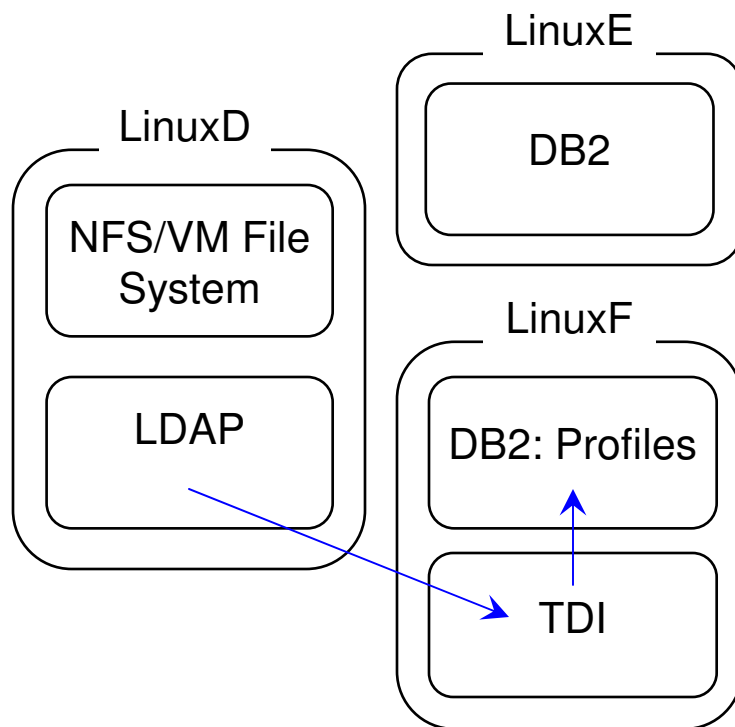 LinuxD
NFS/VM File
System
LDAP
LinuxE
DB2
LinuxF
DB2: Profiles
TDI